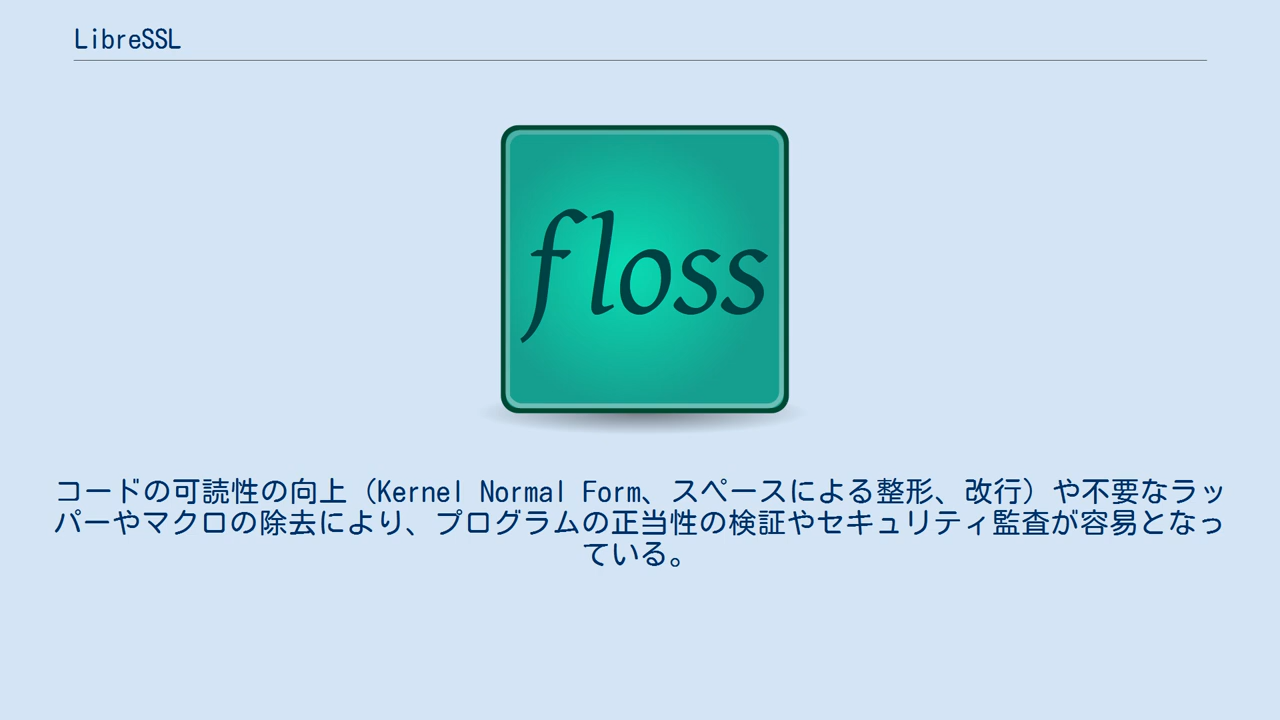 LibreSSL
floss
コードの可読性の向上（Kernel Normal Form、スペースによる整形、改行）や不要なラッ
パーやマクロの除去により、プログラムの正当性の検証やセキュリティ監査が容易となっ
ている。